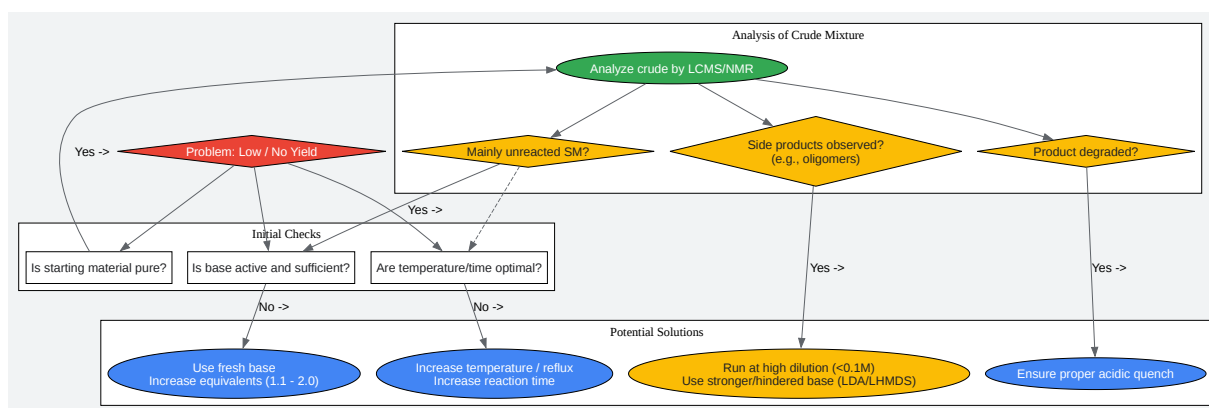 Analysis of Crude Mixture
Analyze crude by LCMS/NMR
Yes ->
Problem: Low / No Yield
Mainly unreacted SM?
Side products observed?
(e.g., oligomers)
Product degraded?
Yes ->
Initial Checks
Is starting material pure?
Is base active and sufficient?
Are temperature/time optimal?
Yes ->
Yes ->
No ->
No ->
Potential Solutions
Use fresh base
Increase equivalents (1.1 - 2.0)
Increase temperature / reflux
Increase reaction time
Run at high dilution (<0.1M)
Use stronger/hindered base (LDA/LHMDS)
Ensure proper acidic quench